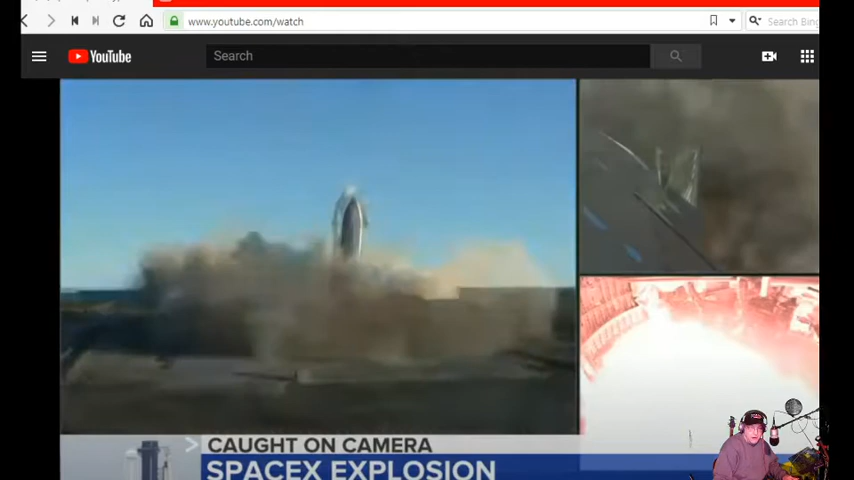 www.youtube.com/watch
Search Bing
YouTube
Search
CAUGHT ON CAMERA
SPACEX EXPLOSION